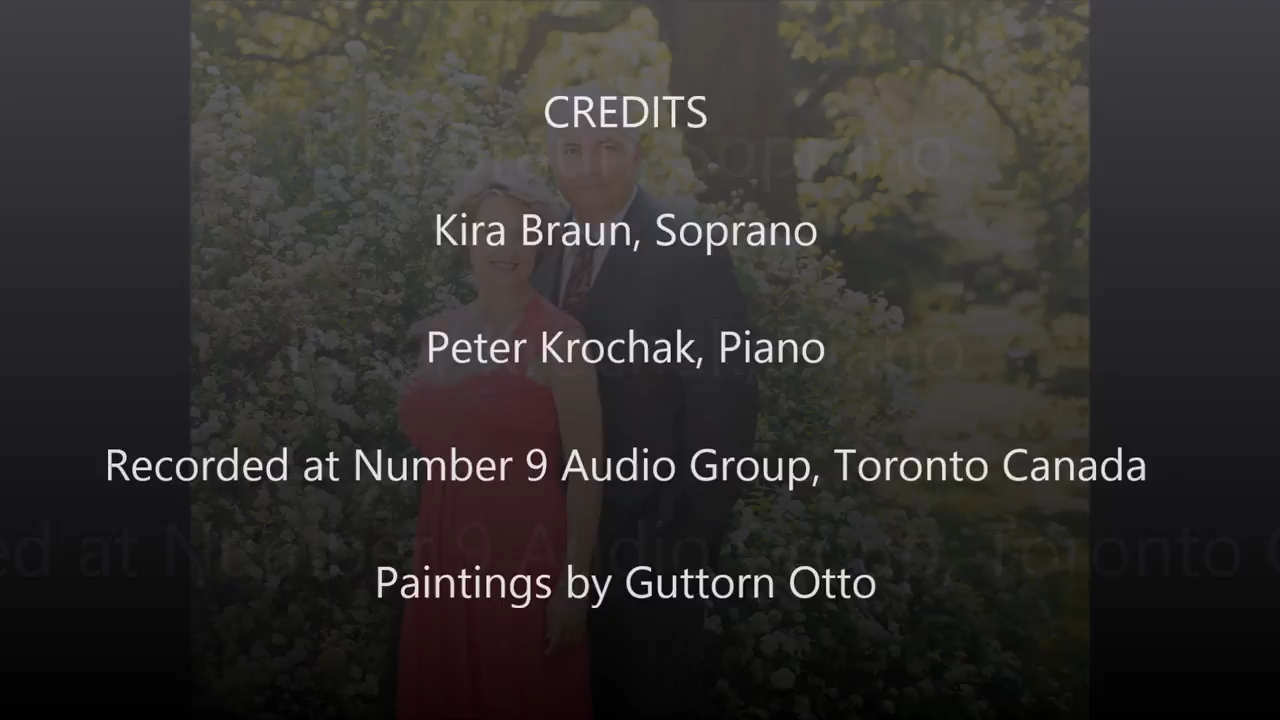 CREDITS
Kira Braun, Soprano
Peter Krochak, Piano
Recorded at Number 9 Audio Group, Toronto Canada
Paintings by Guttorn Otto